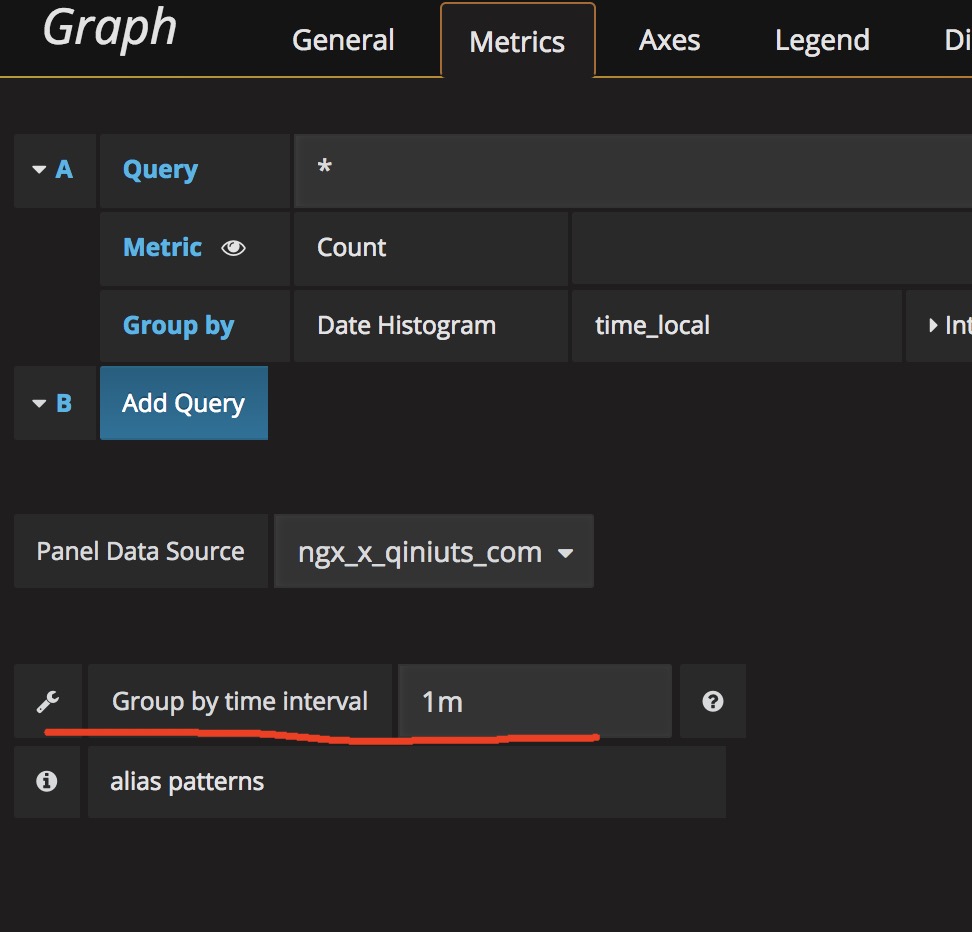 Graph General Metrics Axes Legend Di
A Query *
Metric Count
Group by Date Histogram time_local Int
B Add Query
Panel Data Source ngx_x_qiniuts_com
Group by time interval 1m ?
i alias patterns